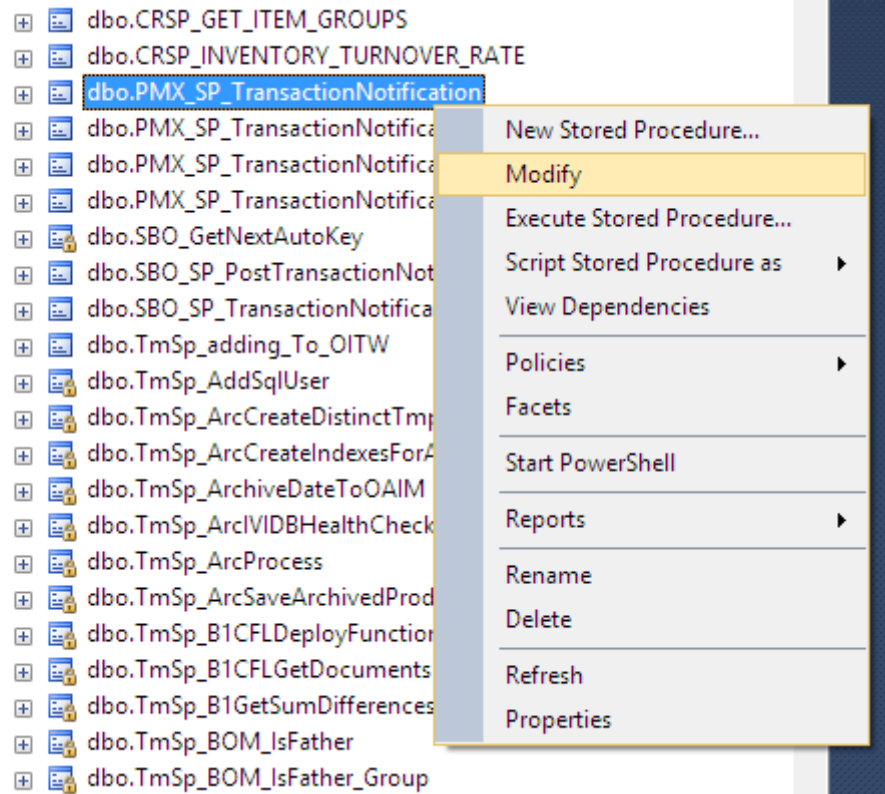 dbo.CRSP_GET_ITEM_GROUPS
dbo.CRSP_INVENTORY_TURNOVER_RATE
dbo.PMX_SP_TransactionNotification
dbo.PMX_SP_TransactionNotifica
dbo.PMX_SP_TransactionNotifica
dbo.PMX_SP_TransactionNotifica
dbo.SBO_GetNextAutoKey
dbo.SBO_SP_PostTransactionNot
dbo.SBO_SP_TransactionNotifica
dbo.TmSp_adding_To_OITW
dbo.TmSp_AddSqlUser
dbo.TmSp_ArcCreateDistinctTmp
dbo.TmSp_ArcCreateIndexesForA
dbo.TmSp_ArchiveDateToOAIM
dbo.TmSp_ArcIVIDBHealthCheck
dbo.TmSp_ArcProcess
dbo.TmSp_ArcSaveArchivedProd
dbo.TmSp_B1CFLDeployFunction
dbo.TmSp_B1CFLGetDocuments
dbo.TmSp_B1GetSumDifferences
dbo.TmSp_BOM_IsFather
dbo.TmSp_BOM_IsFather_Group
New Stored Procedure...
Modify
Execute Stored Procedure...
Script Stored Procedure as
View Dependencies
Policies
Facets
Start PowerShell
Reports
Rename
Delete
Refresh
Properties